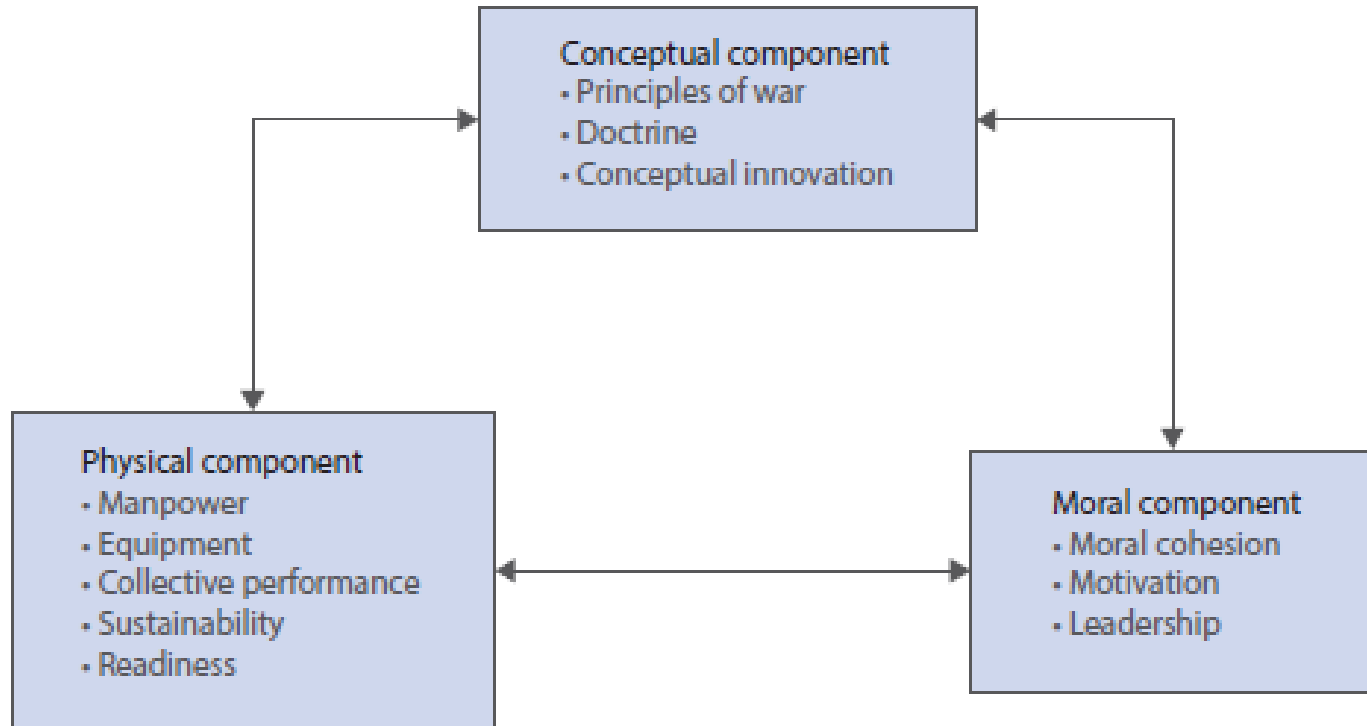 Conceptual component
• Principles of war
• Doctrine
• Conceptual innovation
Physical component
• Manpower
• Equipment
• Collective performance
• Sustainability
• Readiness
Moral component
• Moral cohesion
• Motivation
• Leadership